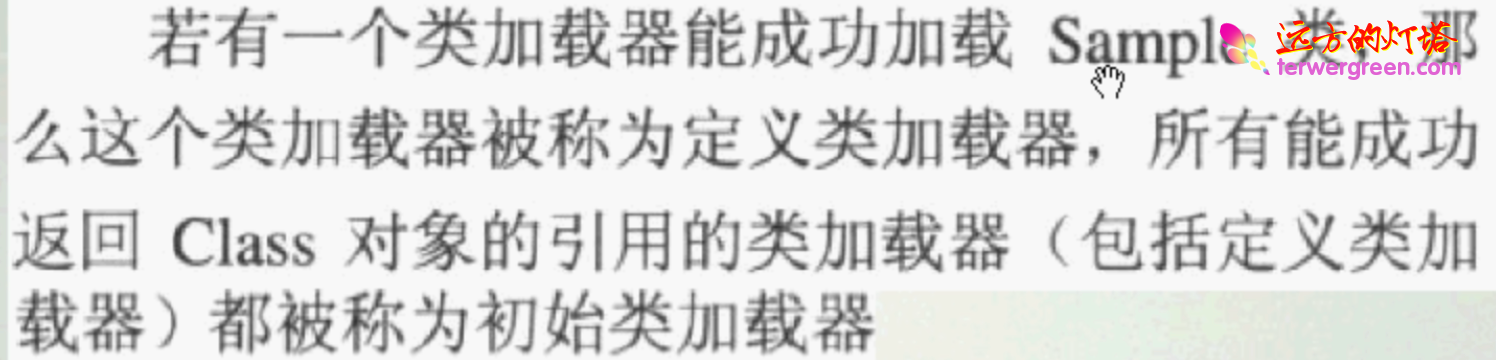 若有一个类加载器能成功加载 Sample 类，那
远方的灯塔
terwergreen.com
么这个类加载器被称为定义类加载器，所有能成功
返回 Class 对象的引用的类加载器（包括定义类加
载器）都被称为初始类加载器